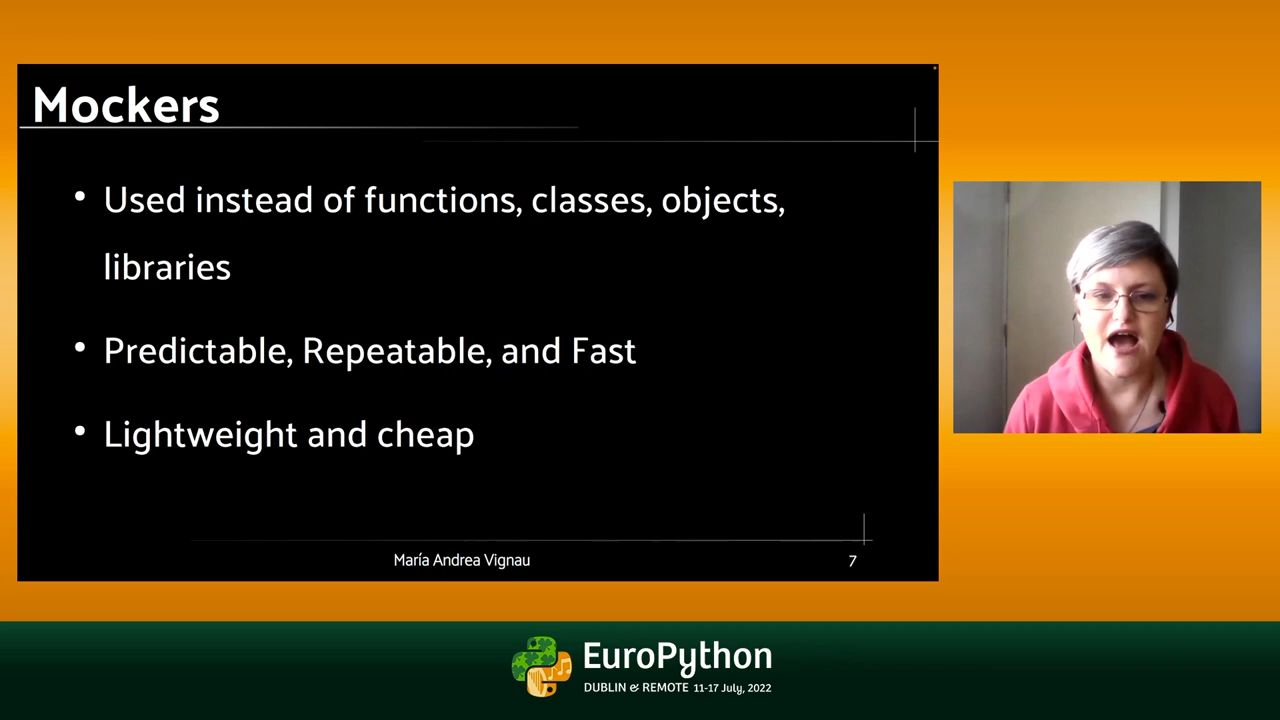 Mockers
• Used instead of functions, classes, objects,
libraries
• Predictable, Repeatable, and Fast
• Lightweight and cheap
María Andrea Vignau
7
EuroPython
DUBLIN & REMOTE 11-17 July, 2022